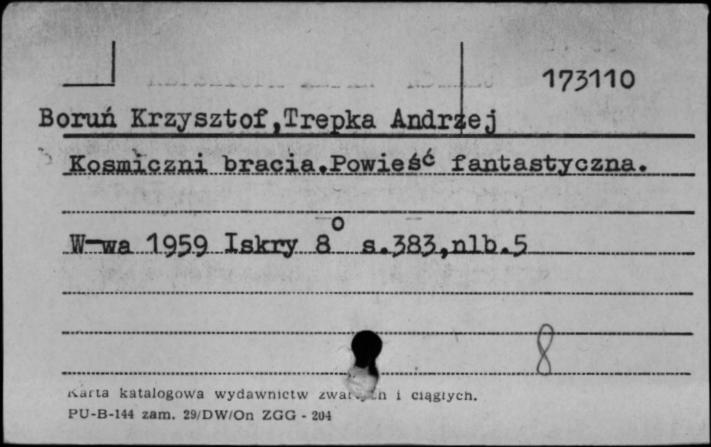 173110
Boruń Krzysztof,Trepka Andrzej
Kosmiczni bracia.Powieść fantastyczna.
W-wa 1959 Iskry 8⁰ s.383,nlb.5
8
Karta katalogowa wydawnictw zwartych i ciągłych.
PU-B-144 zam. 29/DW/On ZGG - 204